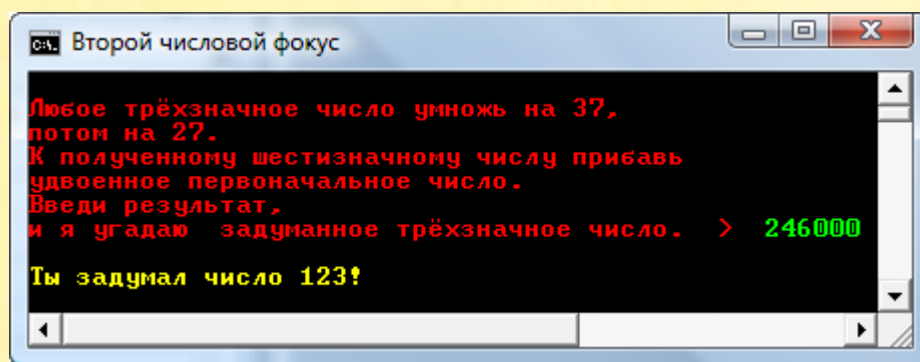 Второй числовой фокус
Любое трёхзначное число умножь на 37,
потом на 27.
К полученному шестизначному числу прибавь
удвоенное первоначальное число.
Введи результат,
и я угадаю задуманное трёхзначное число. > 246000
Ты задумал число 123!